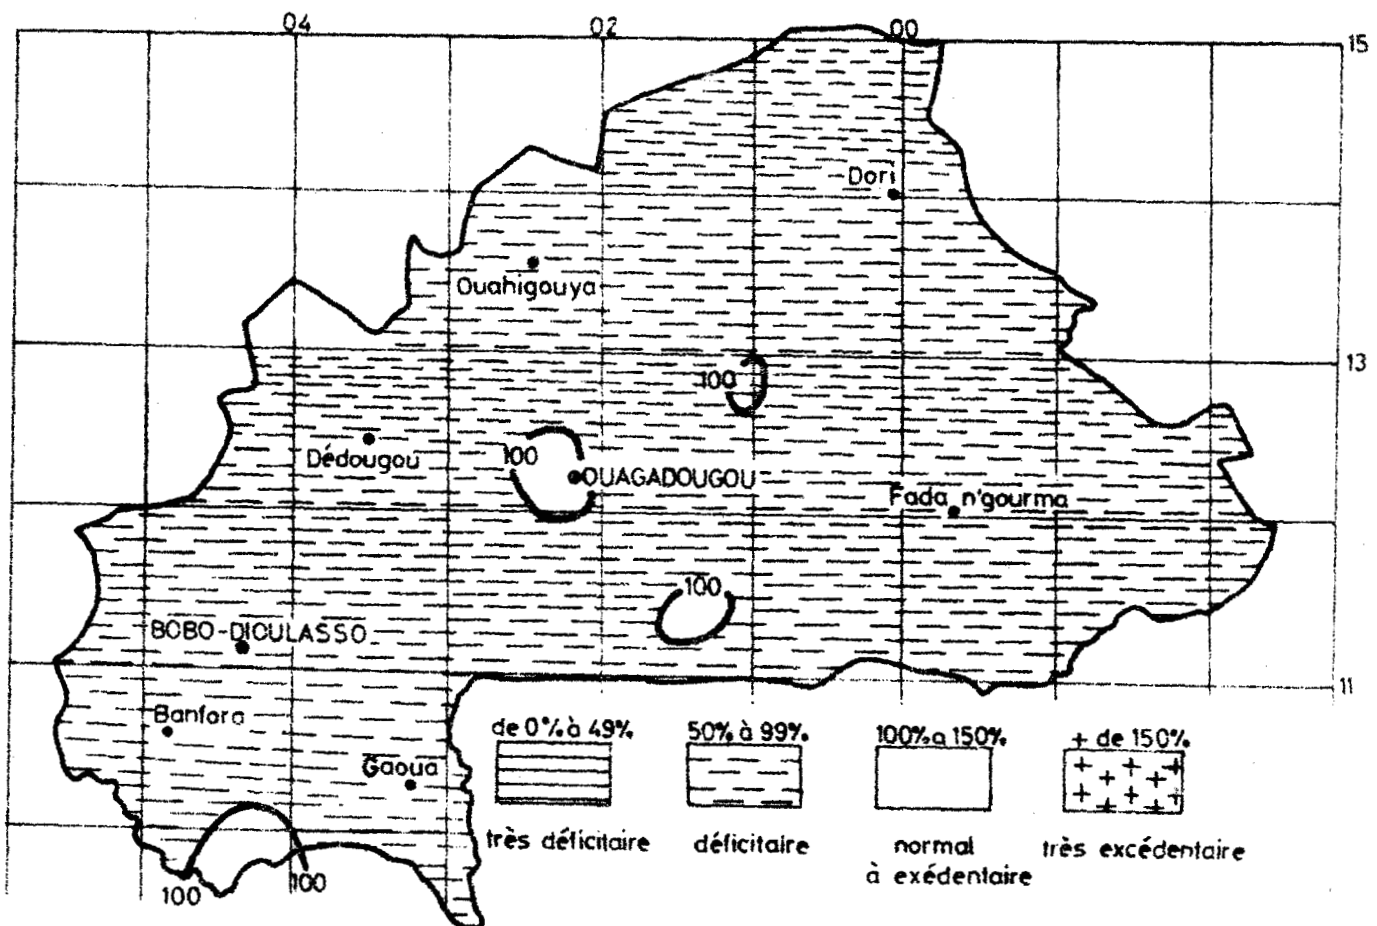 04
02
00
15
Dori
Ouahigouya
13
100
Dédougou
100
OUAGADOUGOU
Fada n'gourma
100
BOBO-DIOULASSO
11
Banfora
Gaoua
de 0% à 49%
50% à 99%
100% a 150%
+ de 150%
très déficitaire
déficitaire
normal
à exédentaire
très excédentaire
100
100